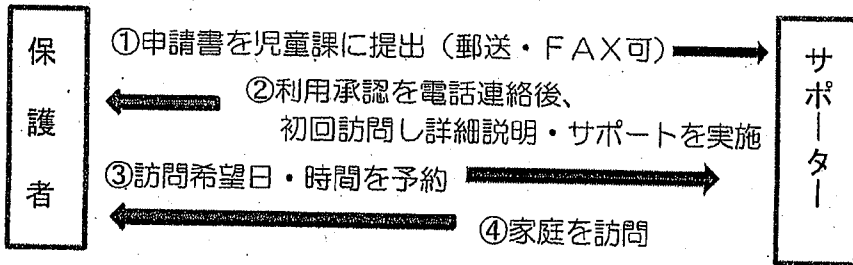 保護者
①申請書を児童課に提出（郵送・ＦＡＸ可）
②利用承認を電話連絡後、
初回訪問し詳細説明・サポートを実施
③訪問希望日・時間を予約
④家庭を訪問
サポーター